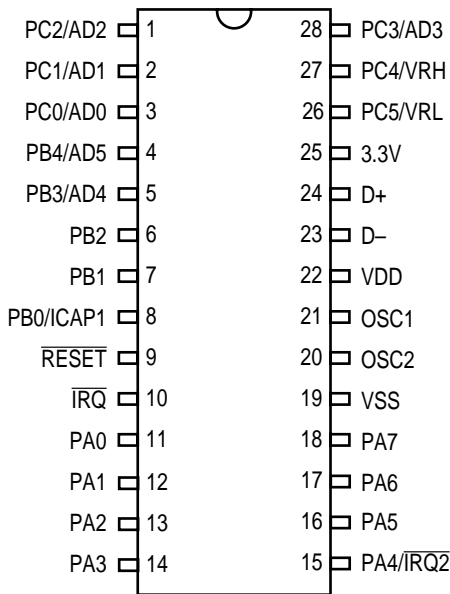 PC2/AD2 1 28 PC3/AD3
PC1/AD1 2 27 PC4/VRH
PC0/AD0 3 26 PC5/VRL
PB4/AD5 4 25 3.3V
PB3/AD4 5 24 D+
PB2 6 23 D–
PB1 7 22 VDD
PB0/ICAP1 8 21 OSC1
R̅E̅S̅E̅T̅ 9 20 OSC2
I̅R̅Q̅ 10 19 VSS
PA0 11 18 PA7
PA1 12 17 PA6
PA2 13 16 PA5
PA3 14 15 PA4/I̅R̅Q̅2̅